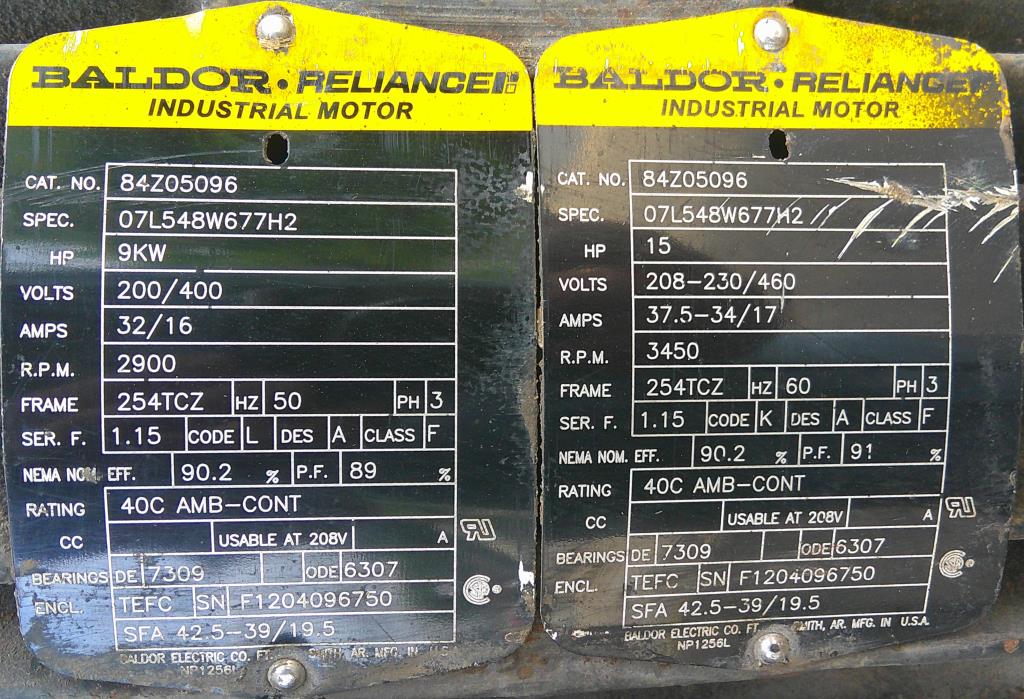 BALDOR · RELIANCE
INDUSTRIAL MOTOR
CAT. NO. 84Z05096
SPEC. 07L548W677H2
HP 9KW
VOLTS 200/400
AMPS 32/16
R.P.M. 2900
FRAME 254TCZ HZ 50 PH 3
SER. F. 1.15 CODE L DES A CLASS F
NEMA NOM. EFF. 90.2 % P.F. 89 %
RATING 40C AMB-CONT
CC USABLE AT 208V A
BEARINGS DE 7309 ODE 6307
ENCL. TEFC SN F1204096750
SFA 42.5-39/19.5
BALDOR ELECTRIC CO. FT. SMITH, AR. MFG. IN U.S.
NP1256L
BALDOR · RELIANCE
INDUSTRIAL MOTOR
CAT. NO. 84Z05096
SPEC. 07L548W677H2
HP 15
VOLTS 208-230/460
AMPS 37.5-34/17
R.P.M. 3450
FRAME 254TCZ HZ 60 PH 3
SER. F. 1.15 CODE K DES A CLASS F
NEMA NOM. EFF. 90.2 % P.F. 91 %
RATING 40C AMB-CONT
CC USABLE AT 208V A
BEARINGS DE 7309 ODE 6307
ENCL. TEFC SN F1204096750
SFA 42.5-39/19.5
BALDOR ELECTRIC CO. FT. SMITH, AR. MFG. IN U.S.A.
NP1256L